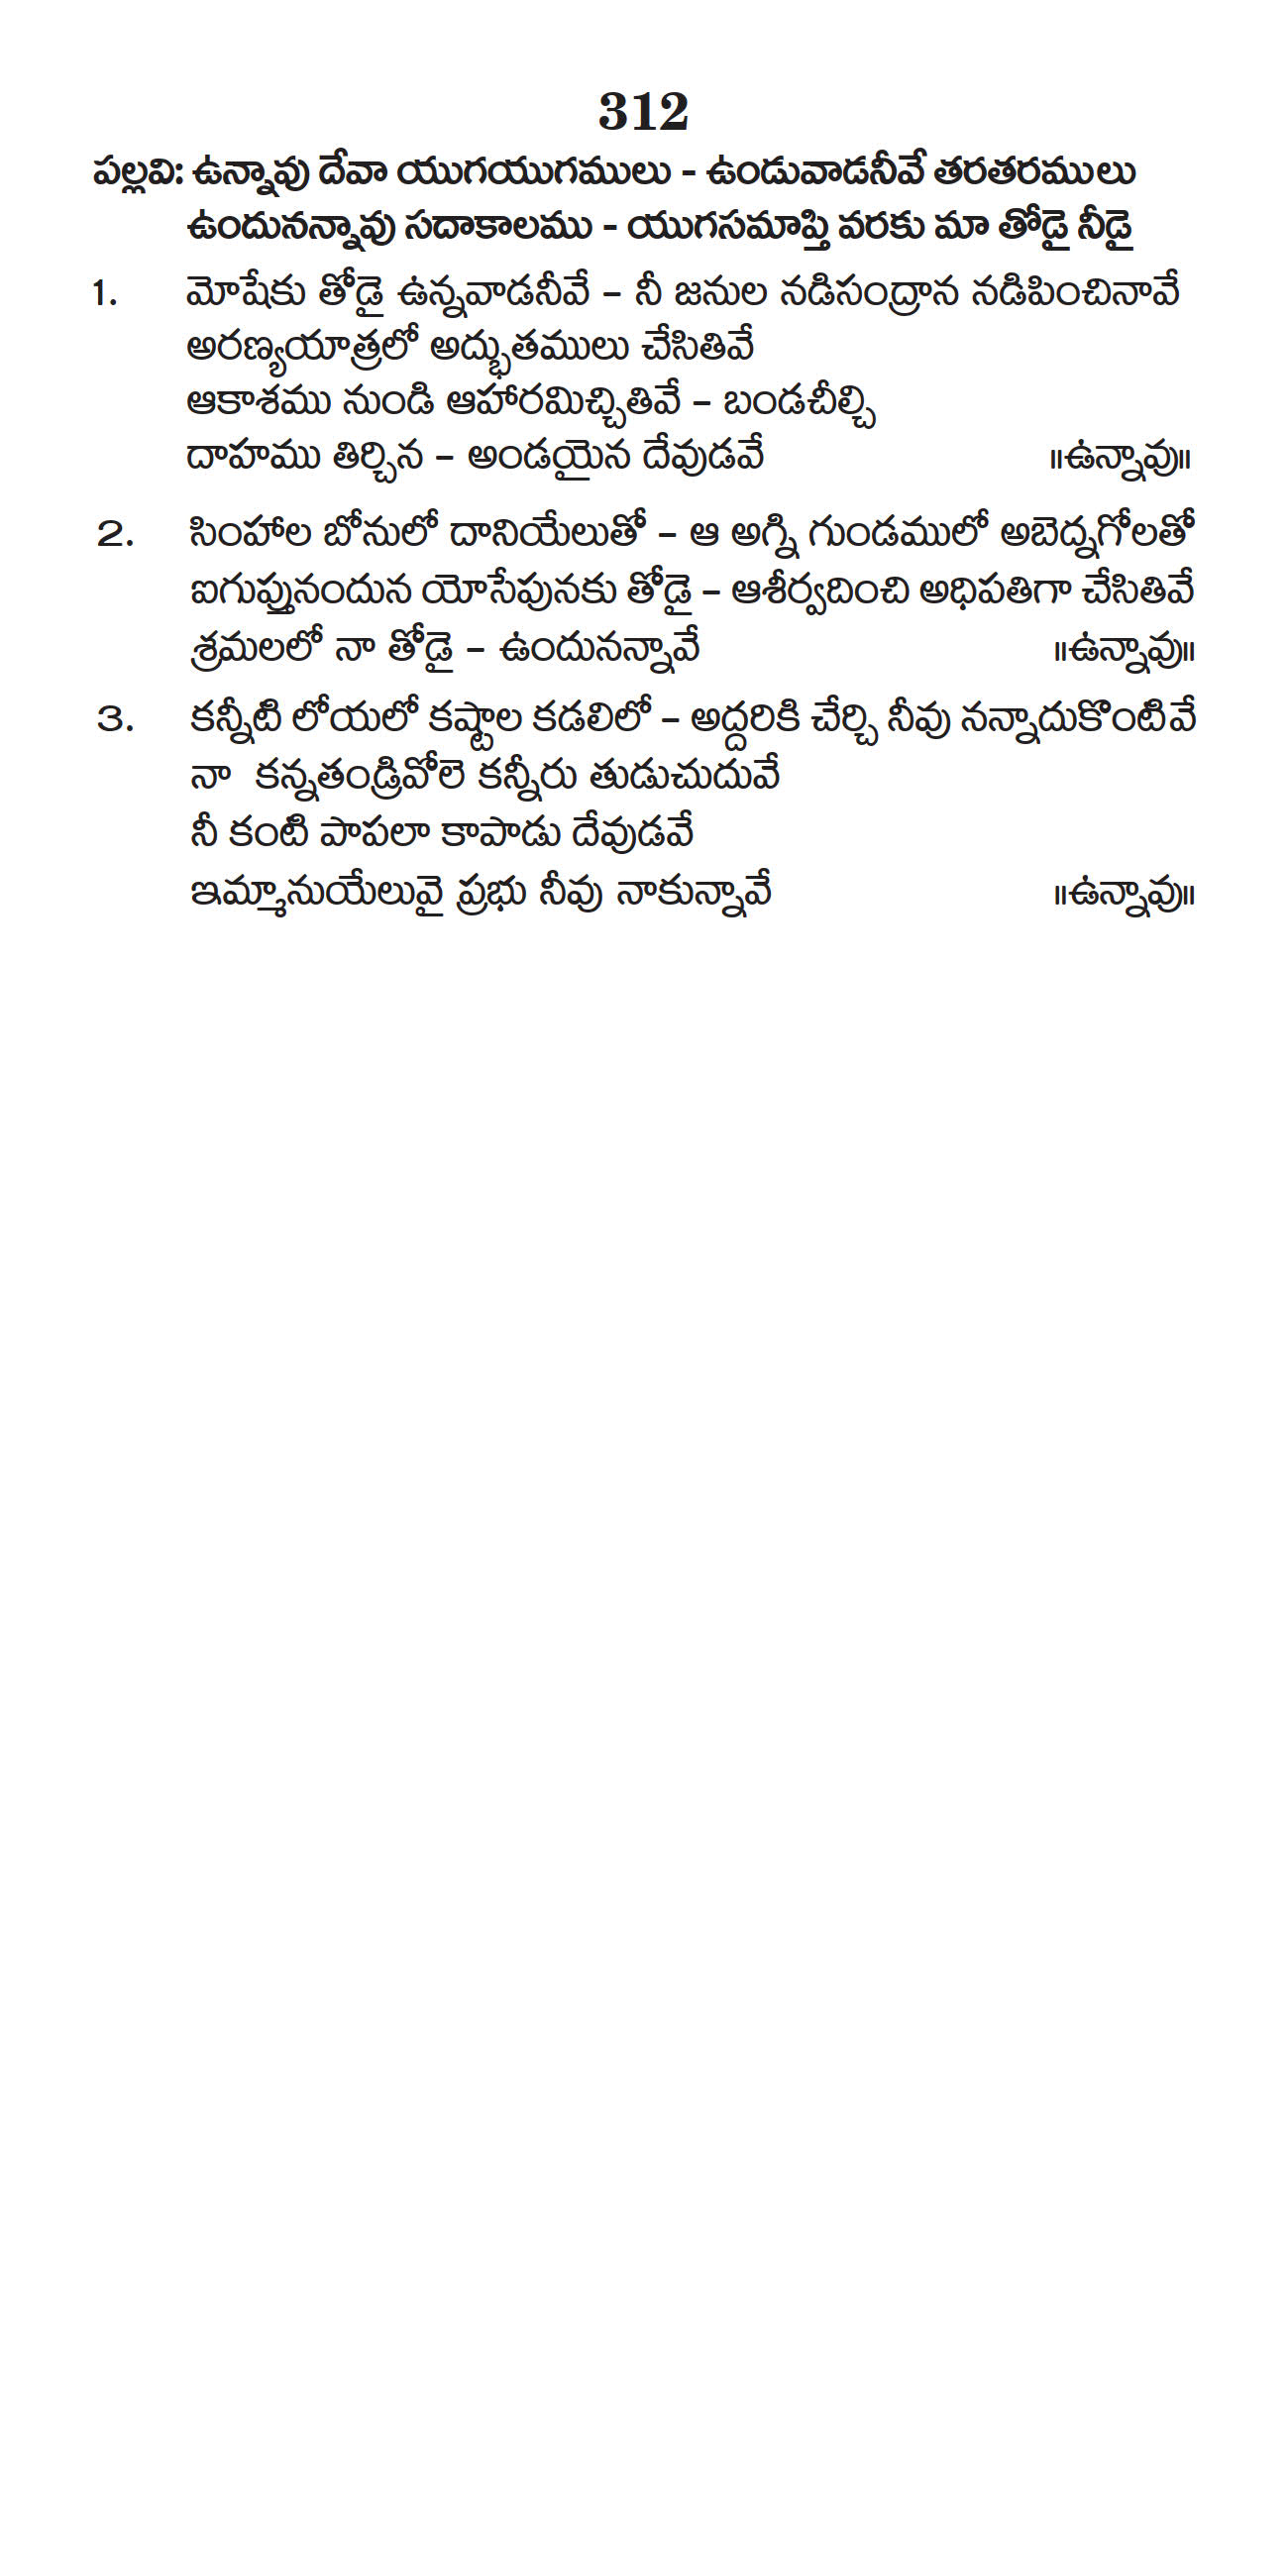 312
పల్లవి: ఉన్నావు దేవా యుగయుగములు - ఉండువాడనీవే తరతరములు
ఉందునన్నావు సదాకాలము - యుగసమాప్తి వరకు మా తోడై నీడై
1. మోషేకు తోడై ఉన్నవాడనీవే – నీ జనుల నడిసంద్రాన నడిపించినావే
అరణ్యయాత్రలో అద్భుతములు చేసితివే
ఆకాశము నుండి ఆహారమిచ్చితివే – బండచీల్చి
దాహము తిర్చిన – అండయైన దేవుడవే ॥ఉన్నావు॥
2. సింహాల బోనులో దానియేలుతో – ఆ అగ్ని గుండములో అబెద్నగోలతో
ఐగుప్తునందున యోసేపునకు తోడై – ఆశీర్వదించి అధిపతిగా చేసితివే
శ్రమలలో నా తోడై – ఉందునన్నావే ॥ఉన్నావు॥
3. కన్నీటి లోయలో కష్టాల కడలిలో – అద్దరికి చేర్చి నీవు నన్నాదుకొంటివే
నా కన్నతండ్రివోలె కన్నీరు తుడుచుదువే
నీ కంటి పాపలా కాపాడు దేవుడవే
ఇమ్మానుయేలువై ప్రభు నీవు నాకున్నావే ॥ఉన్నావు॥